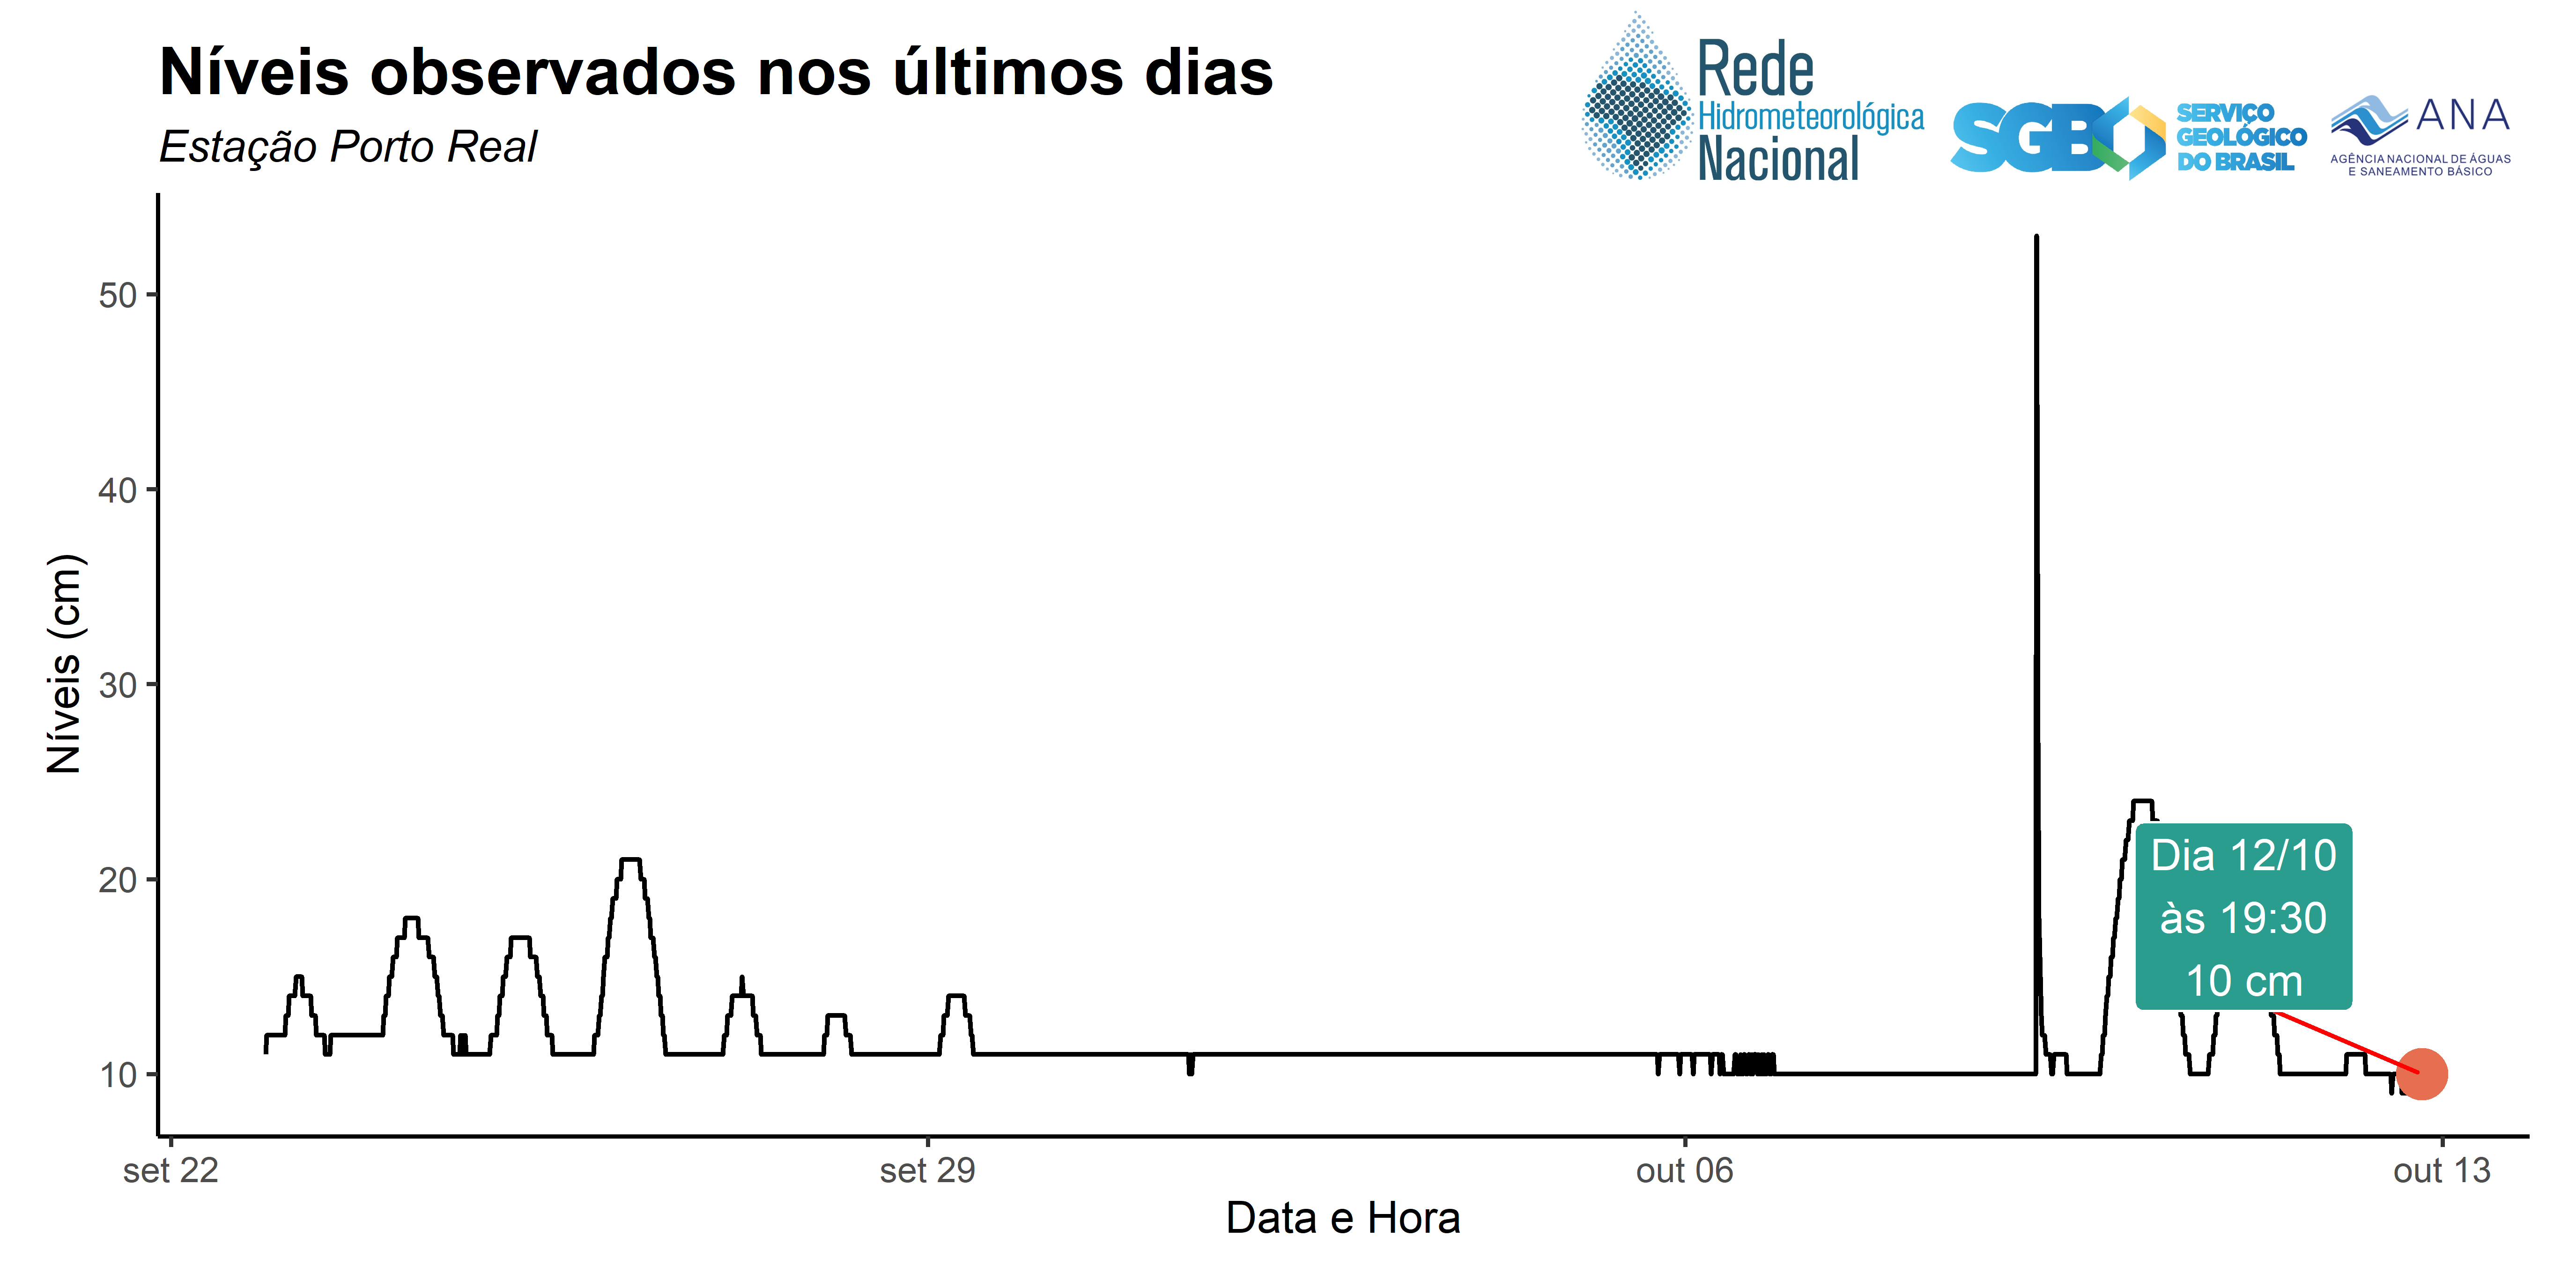 Níveis observados nos últimos dias
Estação Porto Real
Rede
Hidrometeorológica
Nacional
SGB
SERVIÇO
GEOLÓGICO
DO BRASIL
ANA
AGÊNCIA NACIONAL DE ÁGUAS
E SANEAMENTO BÁSICO
Níveis (cm)
50
40
30
20
10
Dia 12/10
às 19:30
10 cm
set 22
set 29
out 06
out 13
Data e Hora